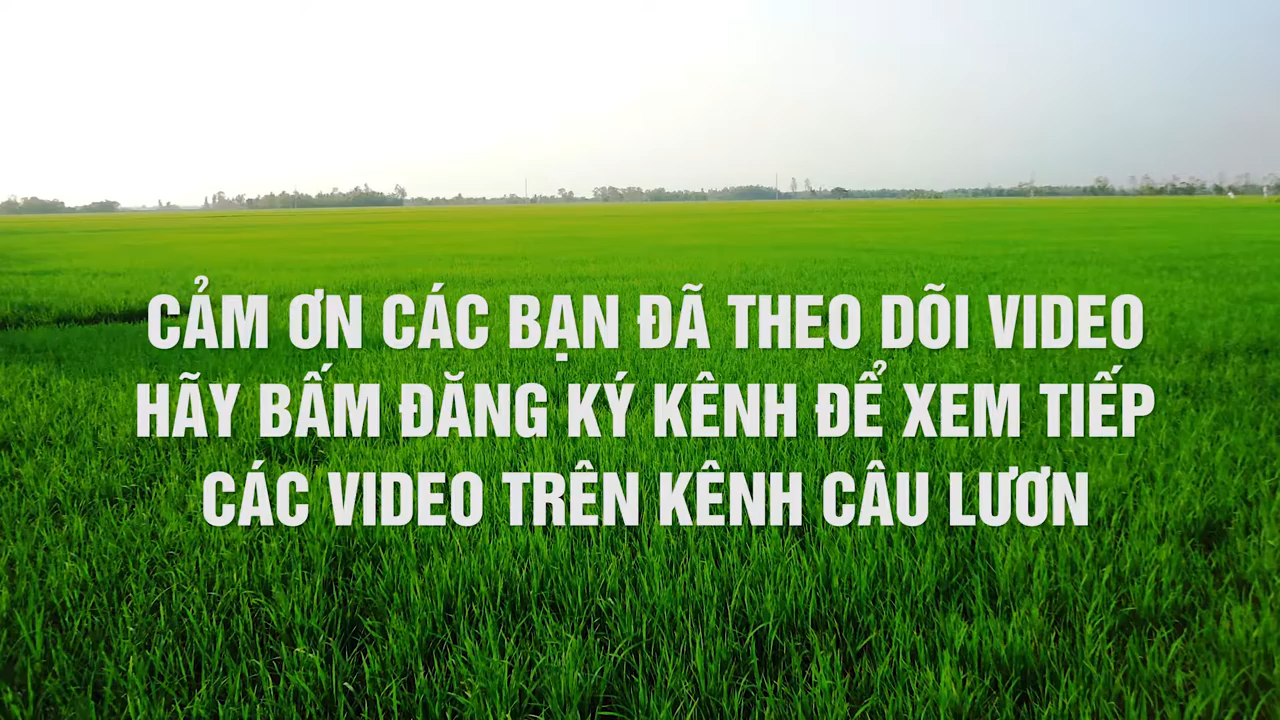 CẢM ƠN CÁC BẠN ĐÃ THEO DÕI VIDEO
HÃY BẤM ĐĂNG KÝ KÊNH ĐỂ XEM TIẾP
CÁC VIDEO TRÊN KÊNH CÂU LƯƠN